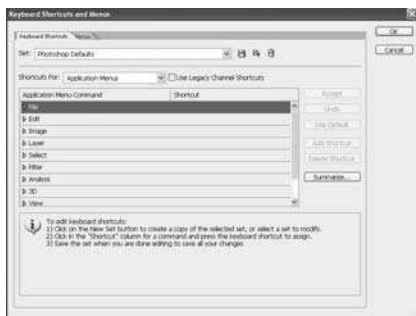 Keyboard Shortcuts and Menus
Keyboard Shortcuts
Menus
OK
Cancel
Set: Photoshop Defaults
Shortcuts For: Application Menus
Use Legacy Channel Shortcuts
Application Menu Command
Shortcut
File
Edit
Image
Layer
Select
Filter
Analysis
3D
View
Accept
Undo
Use Default
Add Shortcut
Delete Shortcut
Summarize...
To edit keyboard shortcuts:
1) Click on the New Set button to create a copy of the selected set, or select a set to modify.
2) Click in the "Shortcut" column for a command and press the keyboard shortcut to assign.
3) Save the set when you are done editing to save all your changes.